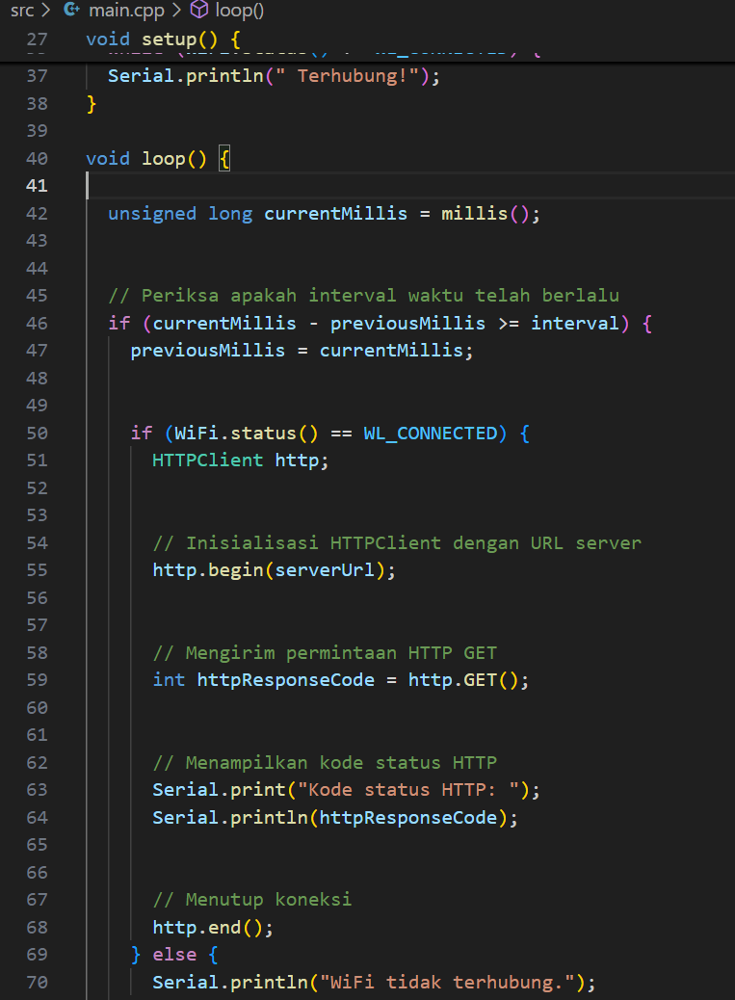 src > main.cpp > loop()
27 void setup() {
37 Serial.println(" Terhubung!");
38 }
39
40 void loop() {
41
42 unsigned long currentMillis = millis();
43
44
45 // Periksa apakah interval waktu telah berlalu
46 if (currentMillis - previousMillis >= interval) {
47 previousMillis = currentMillis;
48
49
50 if (WiFi.status() == WL_CONNECTED) {
51 HTTPClient http;
52
53
54 // Inisialisasi HTTPClient dengan URL server
55 http.begin(serverUrl);
56
57
58 // Mengirim permintaan HTTP GET
59 int httpResponseCode = http.GET();
60
61
62 // Menampilkan kode status HTTP
63 Serial.print("Kode status HTTP: ");
64 Serial.println(httpResponseCode);
65
66
67 // Menutup koneksi
68 http.end();
69 } else {
70 Serial.println("WiFi tidak terhubung.");